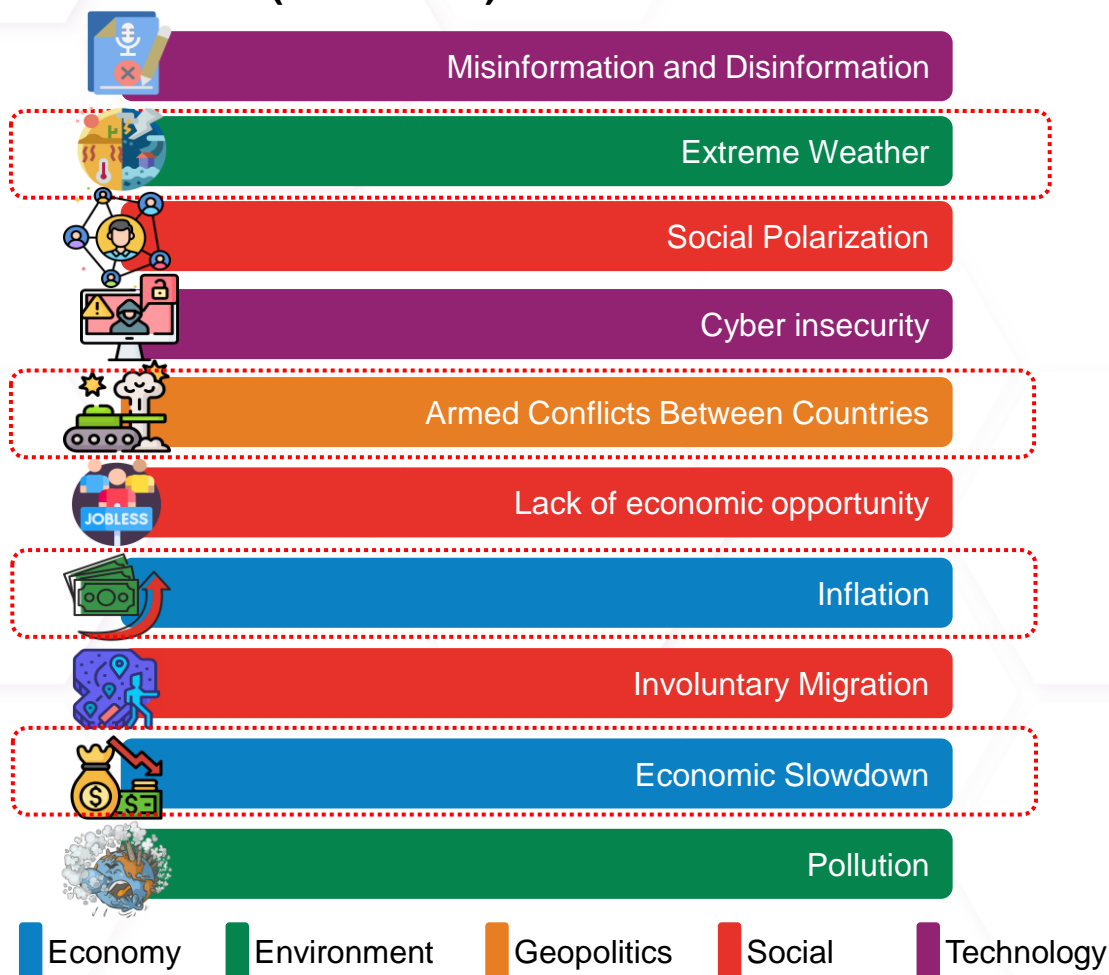 Misinformation and Disinformation
Extreme Weather
Social Polarization
Cyber insecurity
Armed Conflicts Between Countries
JOBLESS
Lack of economic opportunity
Inflation
Involuntary Migration
$
$
Economic Slowdown
Pollution
Economy
Environment
Geopolitics
Social
Technology